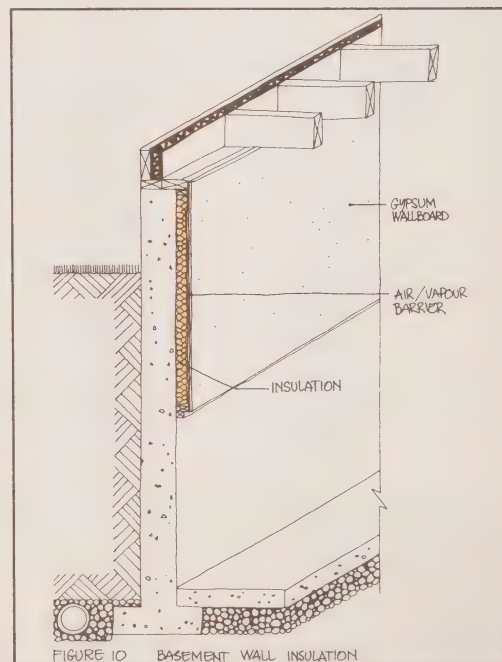 GYPSUM
WALLBOARD
AIR/VAPOUR
BARRIER
INSULATION
FIGURE 10 BASEMENT WALL INSULATION